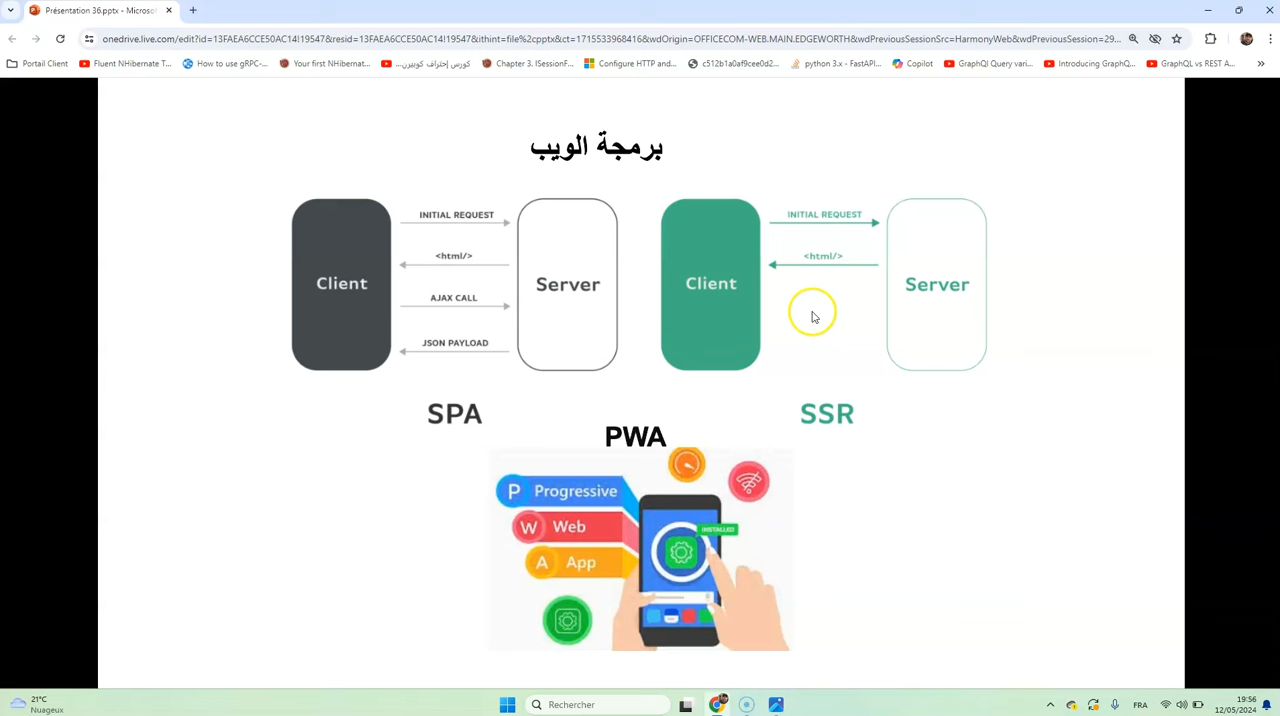 Présentation 36.pptx - Microsof
onedrive.live.com/edit?id=13FAEA6CCE50AC14!19547&resid=13FAEA6CCE50AC14!19547&ithint=file%2cpptx&ct=1715533968416&wdOrigin=OFFICECOM-WEB.MAIN.EDGEWORTH&wdPreviousSessionSrc=HarmonyWeb&wdPreviousSession=29...
Portail Client
Fluent NHibernate T...
How to use gRPC-...
Your first NHibernat...
كورس إحتراف كويبرن...
Chapter 3. ISessionF...
Configure HTTP and...
c512b1a0af9cee0d2...
python 3.x - FastAPI...
Copilot
GraphQl Query vari...
Introducing GraphQ...
GraphQL vs REST A...
برمجة الويب
INITIAL REQUEST
<html/>
Client
Server
AJAX CALL
JSON PAYLOAD
SPA
INITIAL REQUEST
<html/>
Client
Server
SSR
PWA
P Progressive
W Web
A App
INSTALLED
21°C
Nuageux
Rechercher
FRA
19:56
12/05/2024